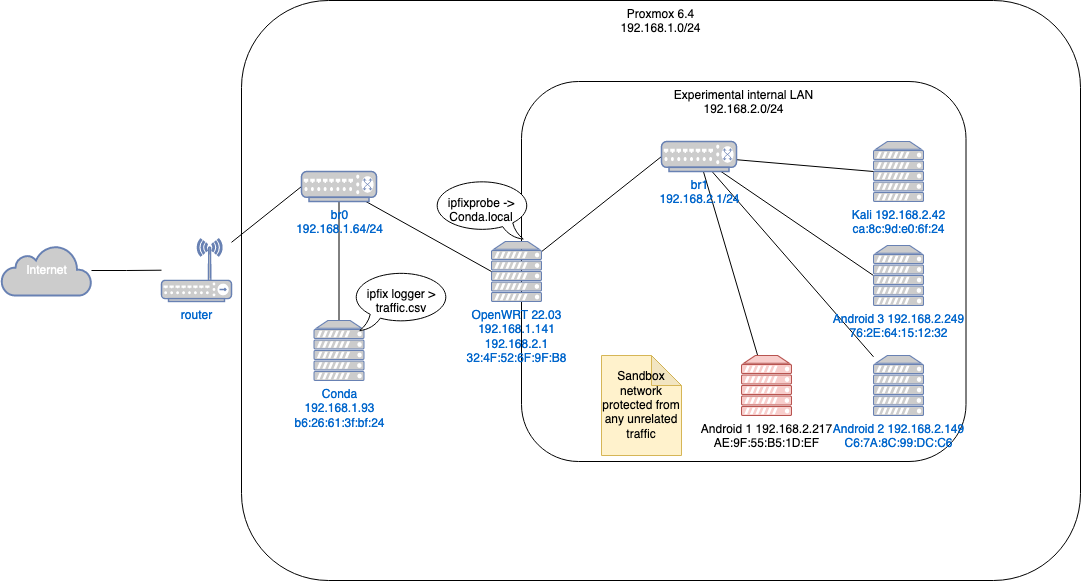 Proxmox 6.4
192.168.1.0/24
Experimental internal LAN
192.168.2.0/24
br1
192.168.2.1/24
Kali 192.168.2.42
ca:8c:9d:e0:6f:24
ipfixprobe ->
Conda.local
br0
192.168.1.64/24
Internet
router
ipfix logger >
traffic.csv
OpenWRT 22.03
192.168.1.141
192.168.2.1
32:4F:52:6F:9F:B8
Android 3 192.168.2.249
76:2E:64:15:12:32
Conda
192.168.1.93
b6:26:61:3f:bf:24
Sandbox
network
protected from
any unrelated
traffic
Android 1 192.168.2.217
AE:9F:55:B5:1D:EF
Android 2 192.168.2.149
C6:7A:8C:99:DC:C6